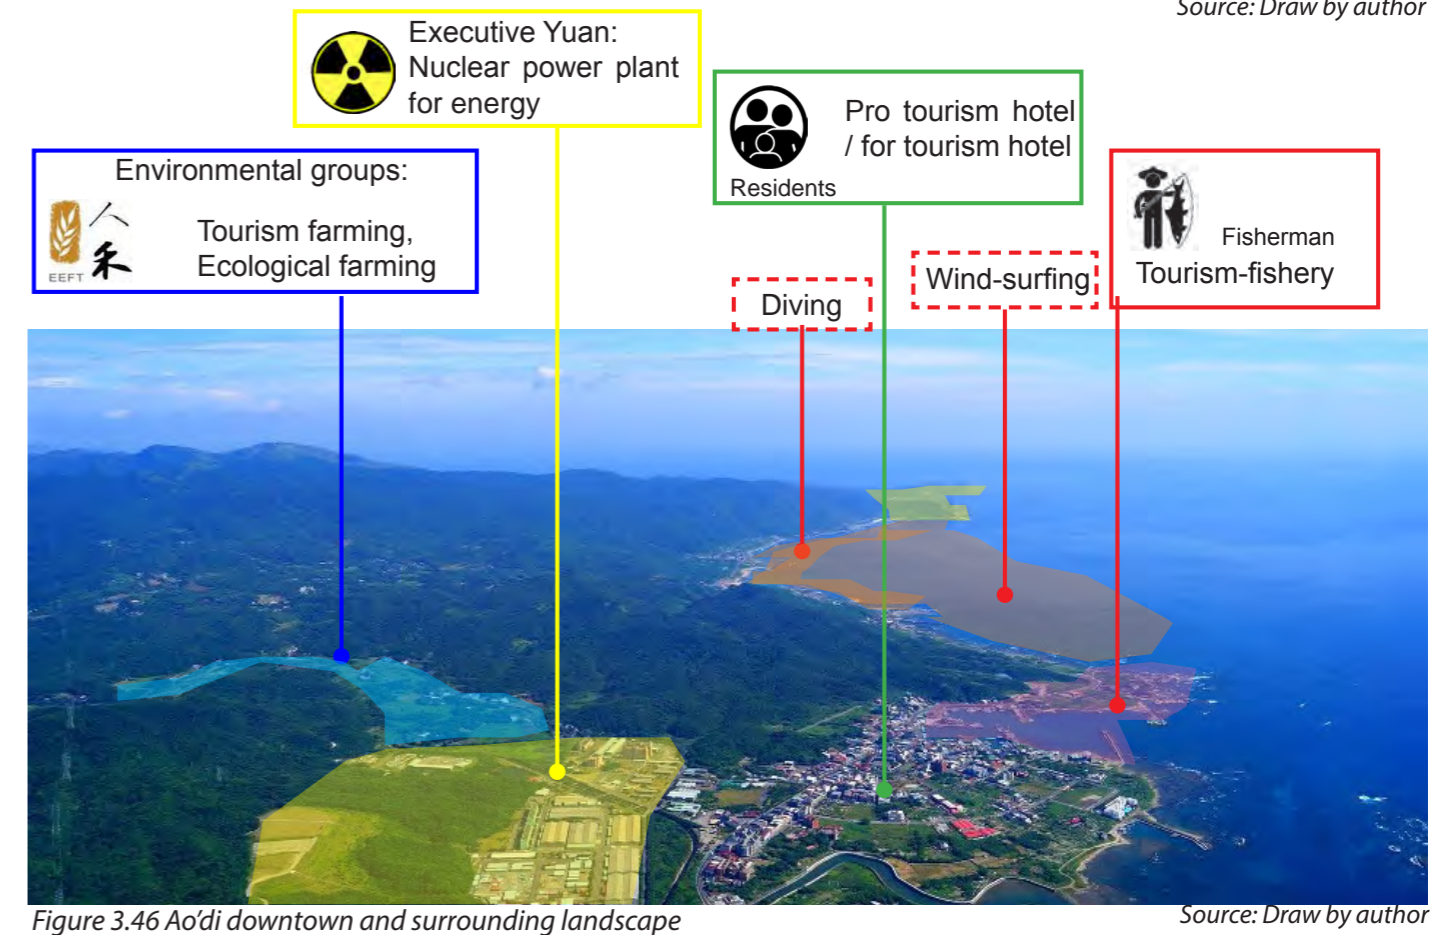 Source: Draw by author
Executive Yuan:
Nuclear power plant
for energy
Pro tourism hotel
/ for tourism hotel
Residents
Environmental groups:
Tourism farming,
Ecological farming
人
禾
EEFT
Fisherman
Tourism-fishery
Wind-surfing
Diving
Figure 3.46 Ao’di downtown and surrounding landscape
Source: Draw by author